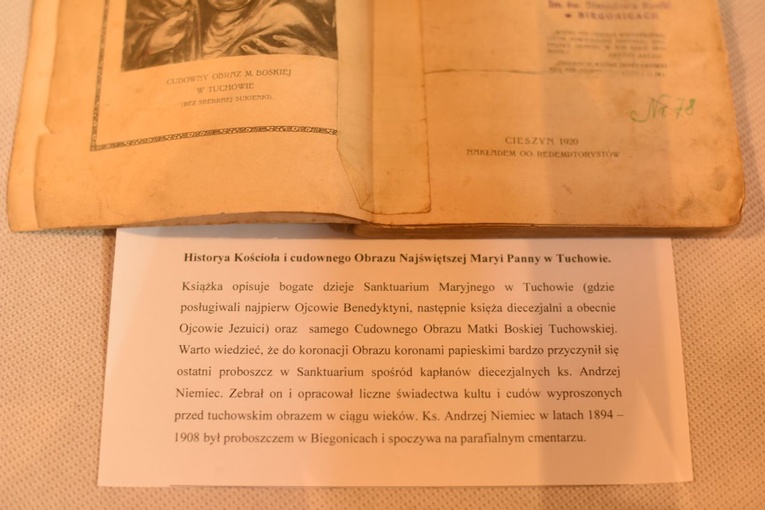 CUDOWNY OBRAZ M. BOSKIEJ
W TUCHOWIE
(BEZ SREBRNEJ SUKIENKI).
w BIEGONICACH
Nr 78
CIESZYN 1920
NAKŁADEM OO. REDEMPTORYSTÓW
Historya Kościoła i cudownego Obrazu Najświętszej Maryi Panny w Tuchowie.
Książka opisuje bogate dzieje Sanktuarium Maryjnego w Tuchowie (gdzie
posługiwali najpierw Ojcowie Benedyktyni, następnie księża diecezjalni a obecnie
Ojcowie Jezuici) oraz samego Cudownego Obrazu Matki Boskiej Tuchowskiej.
Warto wiedzieć, że do koronacji Obrazu koronami papieskimi bardzo przyczynił się
ostatni proboszcz w Sanktuarium spośród kapłanów diecezjalnych ks. Andrzej
Niemiec. Zebrał on i opracował liczne świadectwa kultu i cudów wyproszonych
przed tuchowskim obrazem w ciągu wieków. Ks. Andrzej Niemiec w latach 1894 –
1908 był proboszczem w Biegonicach i spoczywa na parafialnym cmentarzu.